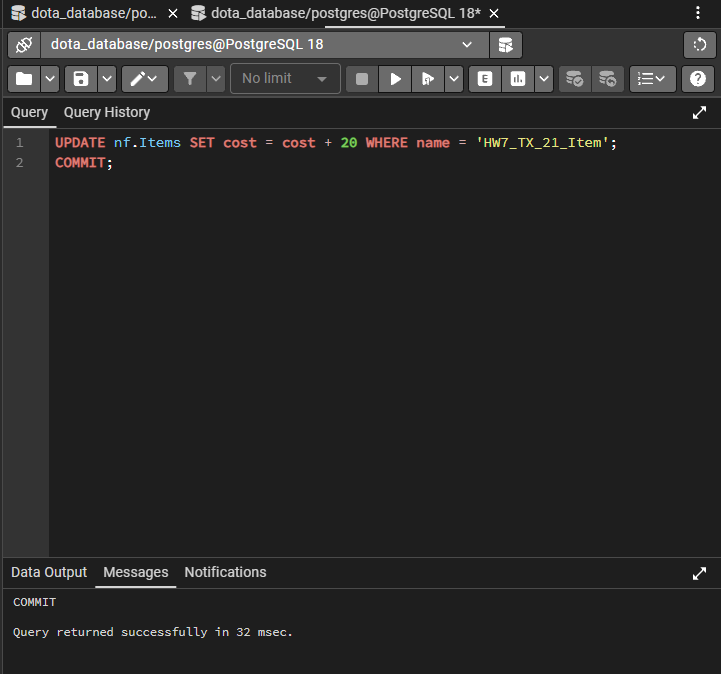 dota_database/po... dota_database/postgres@PostgreSQL 18*
dota_database/postgres@PostgreSQL 18
No limit
Query Query History
1 UPDATE nf.Items SET cost = cost + 20 WHERE name = 'HW7_TX_21_Item';
2 COMMIT;
Data Output Messages Notifications
COMMIT
Query returned successfully in 32 msec.